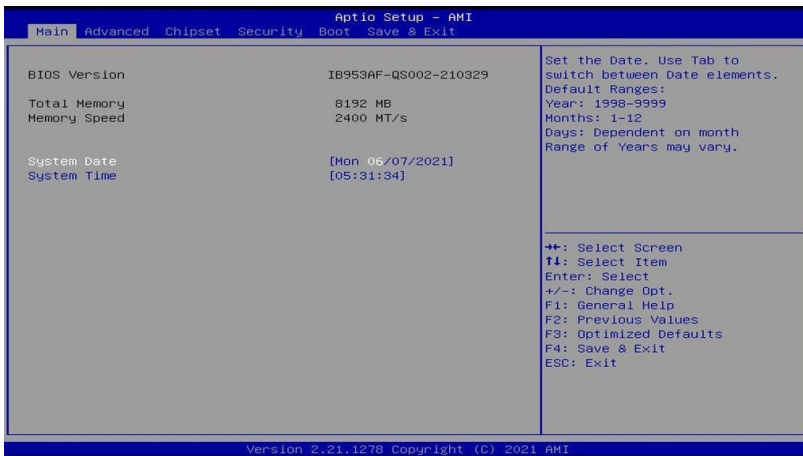 Aptio Setup – AMI
Main Advanced Chipset Security Boot Save & Exit
BIOS Version IB953AF-QS002-210329
Total Memory 8192 MB
Memory Speed 2400 MT/s
System Date [Mon 06/07/2021]
System Time [05:31:34]
Set the Date. Use Tab to
switch between Date elements.
Default Ranges:
Year: 1998-9999
Months: 1-12
Days: Dependent on month
Range of Years may vary.
→←: Select Screen
↑↓: Select Item
Enter: Select
+/-: Change Opt.
F1: General Help
F2: Previous Values
F3: Optimized Defaults
F4: Save & Exit
ESC: Exit
Version 2.21.1278 Copyright (C) 2021 AMI